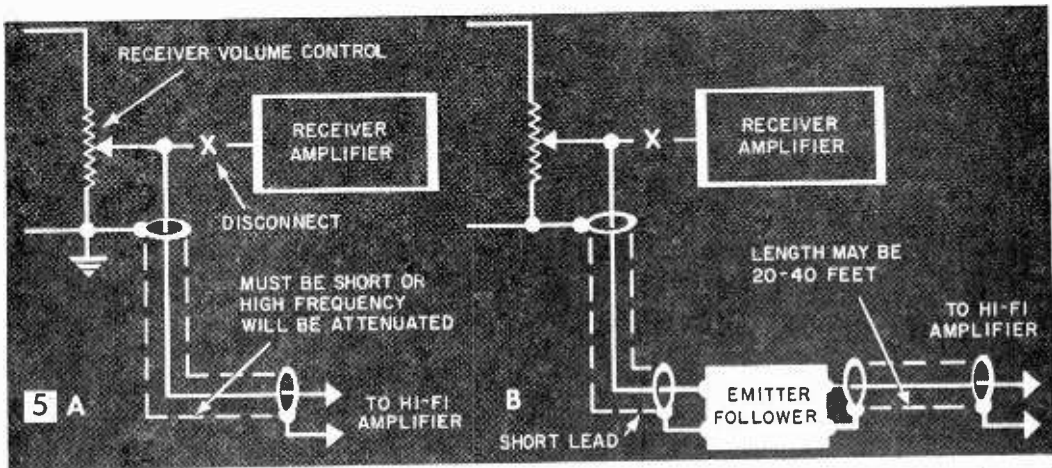 RECEIVER VOLUME CONTROL
RECEIVER
AMPLIFIER
X
DISCONNECT
MUST BE SHORT OR
HIGH FREQUENCY
WILL BE ATTENUATED
5 A
TO HI-FI
AMPLIFIER
RECEIVER
AMPLIFIER
X
LENGTH MAY BE
20-40 FEET
TO HI-FI
AMPLIFIER
B
EMITTER
FOLLOWER
SHORT LEAD